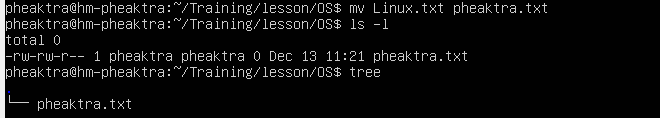 pheaktra@hm-pheaktra:~/Training/lesson/OS$ mv Linux.txt pheaktra.txt
pheaktra@hm-pheaktra:~/Training/lesson/OS$ ls -l
total 0
-rw-rw-r-- 1 pheaktra pheaktra 0 Dec 13 11:21 pheaktra.txt
pheaktra@hm-pheaktra:~/Training/lesson/OS$ tree
.
└── pheaktra.txt